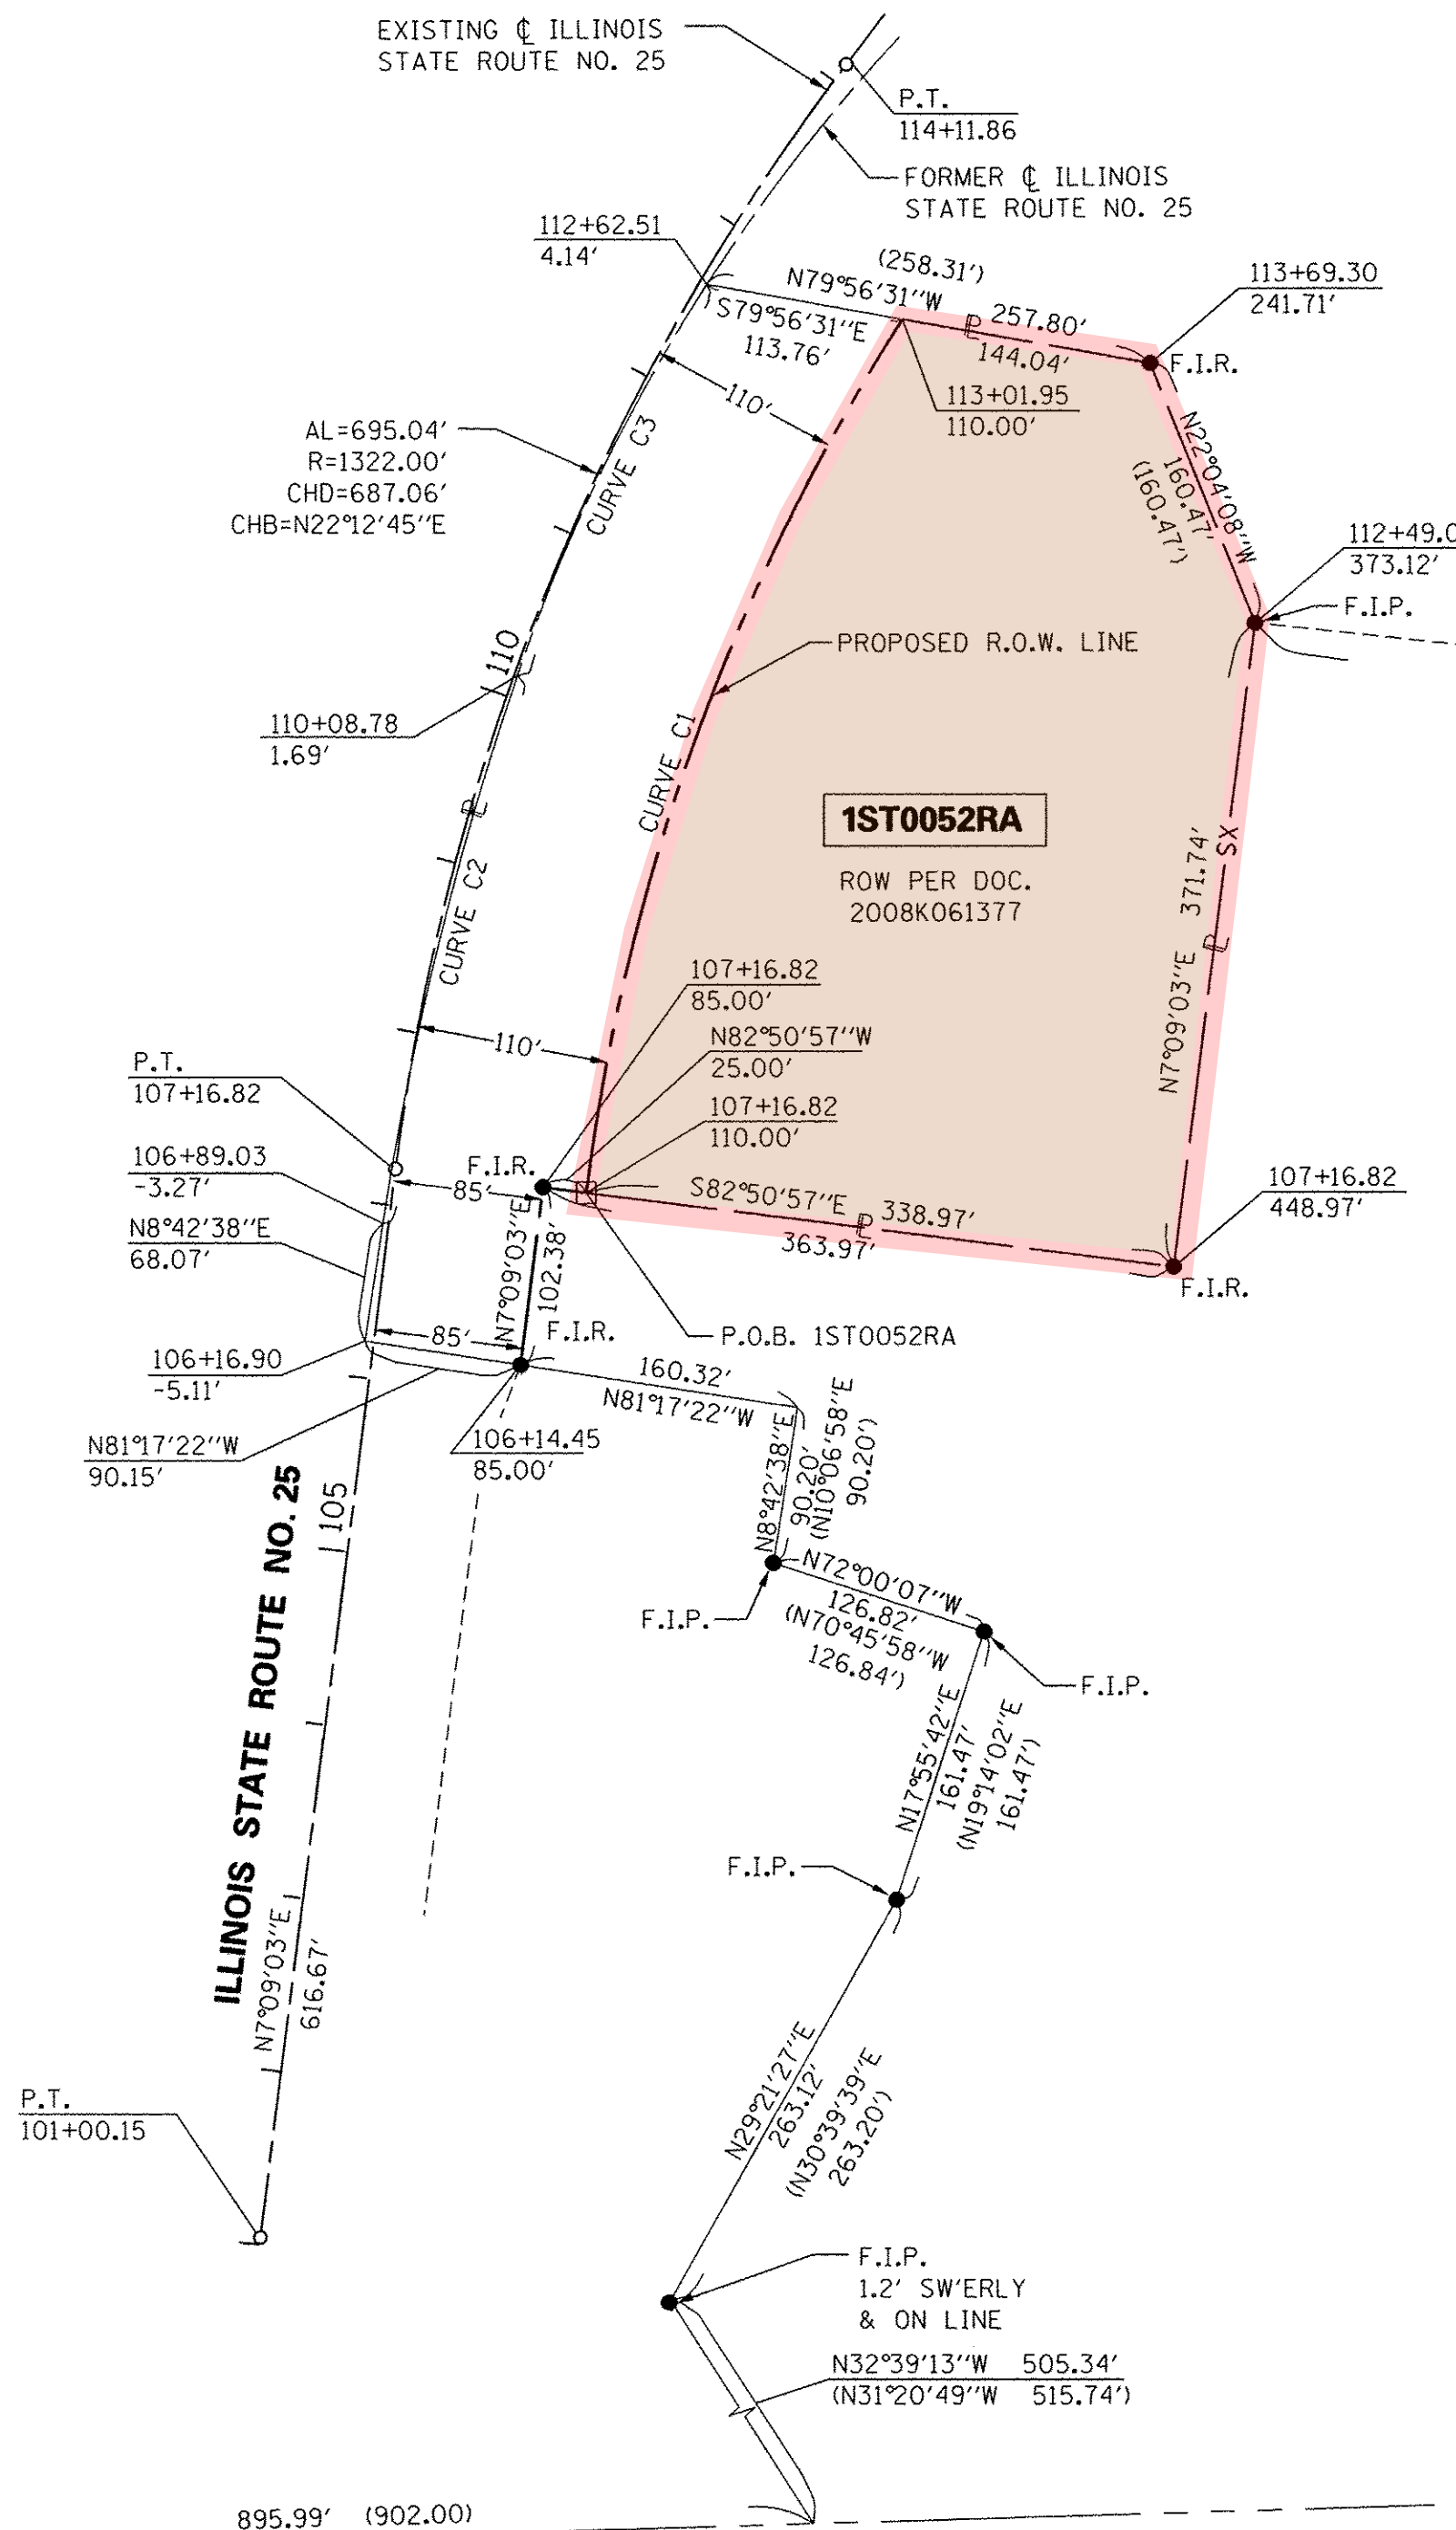 EXISTING ℄ ILLINOIS
STATE ROUTE NO. 25
P.T.
114+11.86
FORMER ℄ ILLINOIS
STATE ROUTE NO. 25
112+62.51
4.14'
(258.31')
N79°56'31''W
257.80'
S79°56'31''E
113.76'
144.04'
113+69.30
241.71'
F.I.R.
113+01.95
110.00'
110'
N22°04'08''W
160.47'
(160.47')
AL=695.04'
R=1322.00'
CHD=687.06'
CHB=N22°12'45''E
CURVE C3
112+49.0
373.12'
F.I.P.
PROPOSED R.O.W. LINE
110
110+08.78
1.69'
CURVE C1
1ST0052RA
ROW PER DOC.
2008K061377
SX
N7°09'03''E 371.74'
CURVE C2
107+16.82
85.00'
N82°50'57''W
25.00'
107+16.82
110.00'
110'
P.T.
107+16.82
106+89.03
-3.27'
F.I.R.
85'
S82°50'57''E
338.97'
363.97'
107+16.82
448.97'
F.I.R.
N8°42'38''E
68.07'
N7°09'03''E
102.38'
F.I.R.
P.O.B. 1ST0052RA
85'
106+16.90
-5.11'
160.32'
N81°17'22''W
N81°17'22''W
90.15'
106+14.45
85.00'
N8°42'38''E
90.20'
(N10°06'58''E
90.20')
105
ILLINOIS STATE ROUTE NO. 25
N72°00'07''W
126.82'
(N70°45'58''W
126.84')
F.I.P.
F.I.P.
N17°55'42''E
161.47'
(N19°14'02''E
161.47')
F.I.P.
N7°09'03''E
616.67'
N29°21'27''E
263.12'
(N30°39'39''E
263.20')
P.T.
101+00.15
F.I.P.
1.2' SW'ERLY
& ON LINE
N32°39'13''W 505.34'
(N31°20'49''W 515.74')
895.99' (902.00)